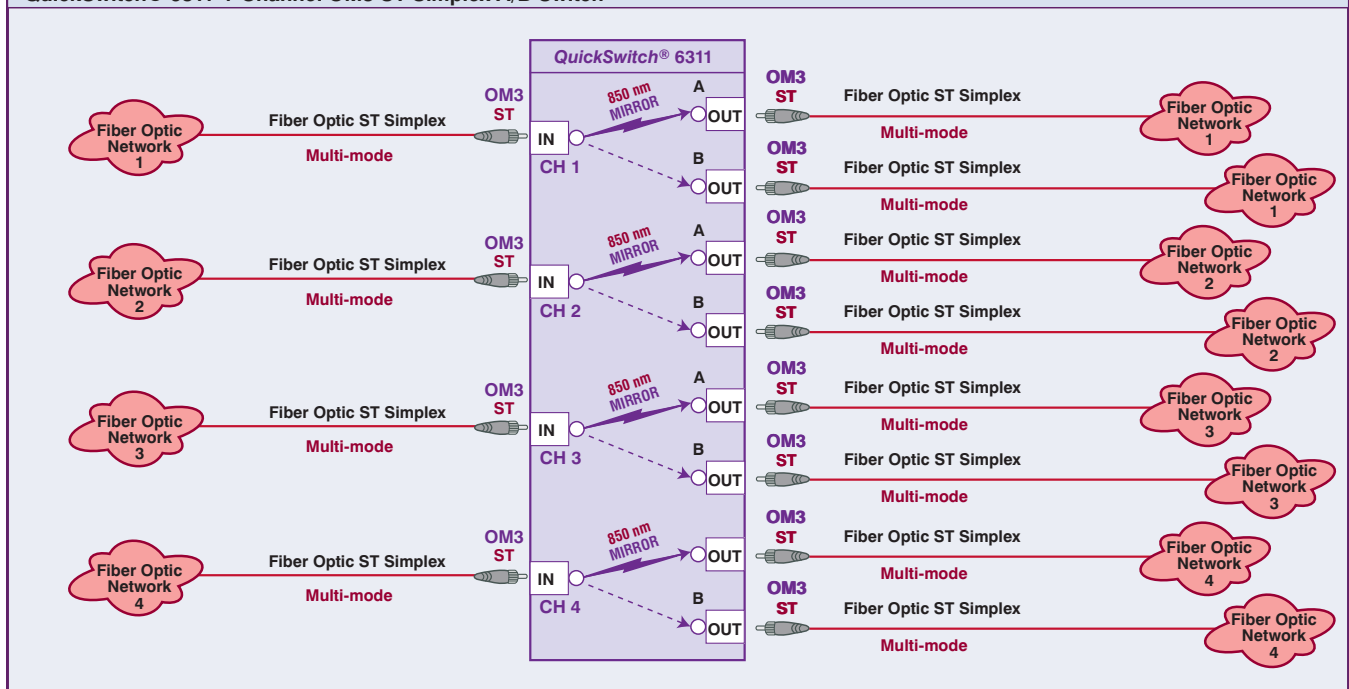 QuickSwitch® 6311 4-Channel OM3 ST Simplex A/B Switch
QuickSwitch® 6311
Fiber Optic
Network
1
Fiber Optic ST Simplex
Multi-mode
OM3
ST
IN
CH 1
850 nm
MIRROR
A
OUT
OM3
ST
Fiber Optic ST Simplex
Multi-mode
Fiber Optic
Network
1
B
OUT
OM3
ST
Fiber Optic ST Simplex
Multi-mode
Fiber Optic
Network
1
Fiber Optic
Network
2
Fiber Optic ST Simplex
Multi-mode
OM3
ST
IN
CH 2
850 nm
MIRROR
A
OUT
OM3
ST
Fiber Optic ST Simplex
Multi-mode
Fiber Optic
Network
2
B
OUT
OM3
ST
Fiber Optic ST Simplex
Multi-mode
Fiber Optic
Network
2
Fiber Optic
Network
3
Fiber Optic ST Simplex
Multi-mode
OM3
ST
IN
CH 3
850 nm
MIRROR
A
OUT
OM3
ST
Fiber Optic ST Simplex
Multi-mode
Fiber Optic
Network
3
B
OUT
OM3
ST
Fiber Optic ST Simplex
Multi-mode
Fiber Optic
Network
3
Fiber Optic
Network
4
Fiber Optic ST Simplex
Multi-mode
OM3
ST
IN
CH 4
850 nm
MIRROR
A
OUT
OM3
ST
Fiber Optic ST Simplex
Multi-mode
Fiber Optic
Network
4
B
OUT
OM3
ST
Fiber Optic ST Simplex
Multi-mode
Fiber Optic
Network
4